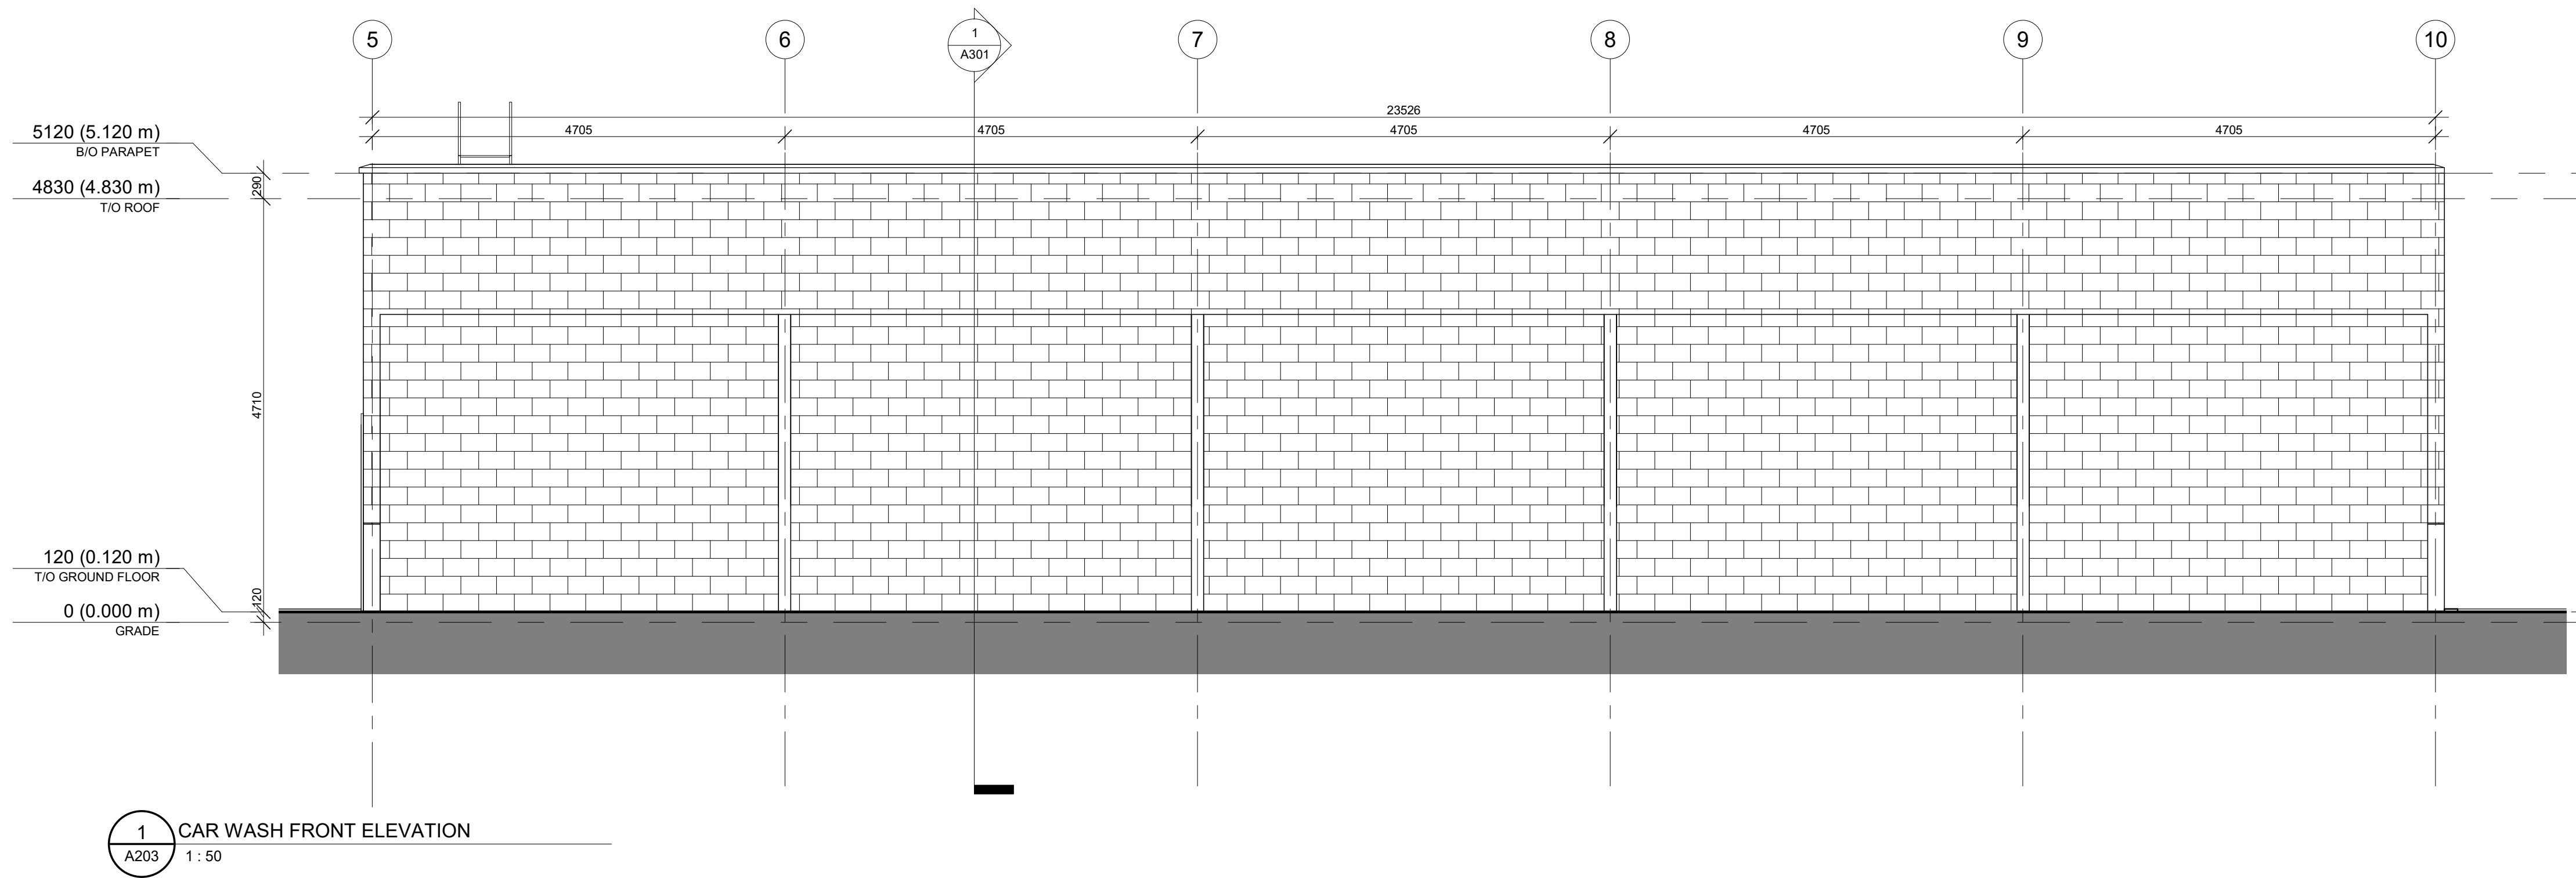 5
6
1
A301
7
8
9
10
23526
4705
4705
4705
4705
4705
5120 (5.120 m)
B/O PARAPET
290
4830 (4.830 m)
T/O ROOF
4710
120 (0.120 m)
T/O GROUND FLOOR
120
0 (0.000 m)
GRADE
1
A203
CAR WASH FRONT ELEVATION
1 : 50